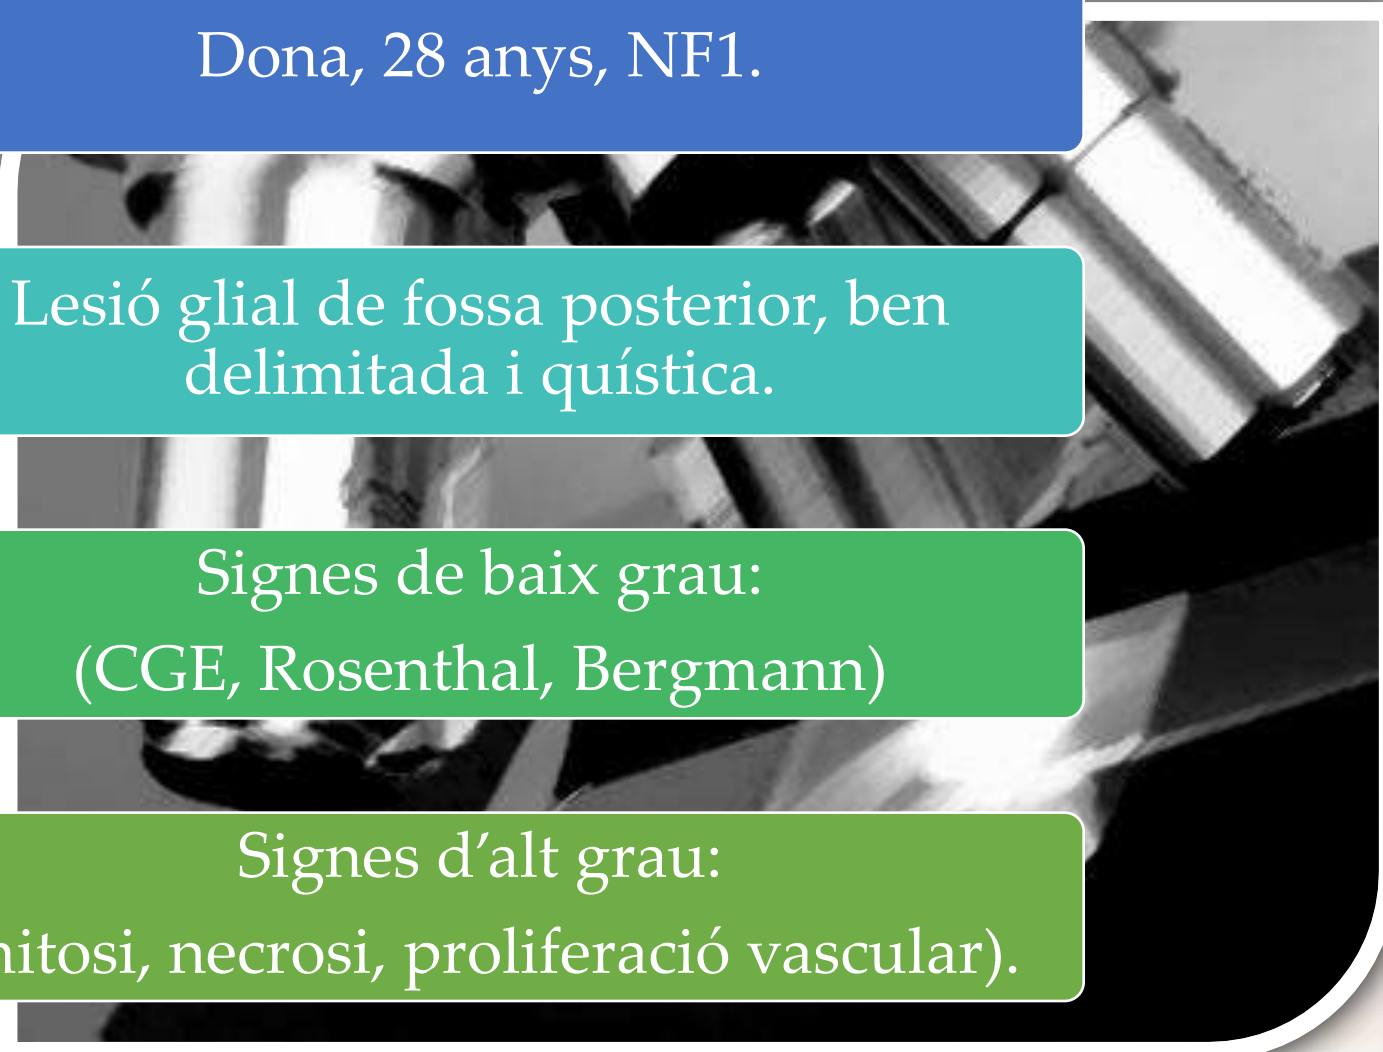 Dona, 28 anys, NF1.
Lesió glial de fossa posterior, ben
delimitada i quística.
Signes de baix grau:
(CGE, Rosenthal, Bergmann)
Signes d’alt grau:
necrosi, proliferació vascular).